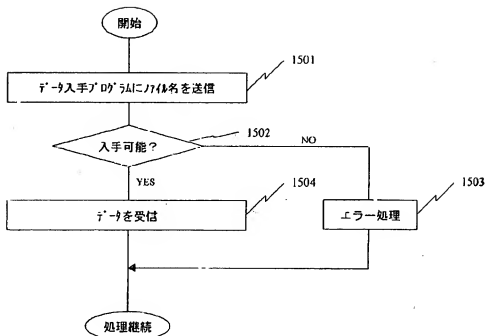 開始
1501
データ入手プログラムにファイル名を送信
1502
入手可能?
NO
YES
1504
1503
データを受信
エラー処理
処理継続